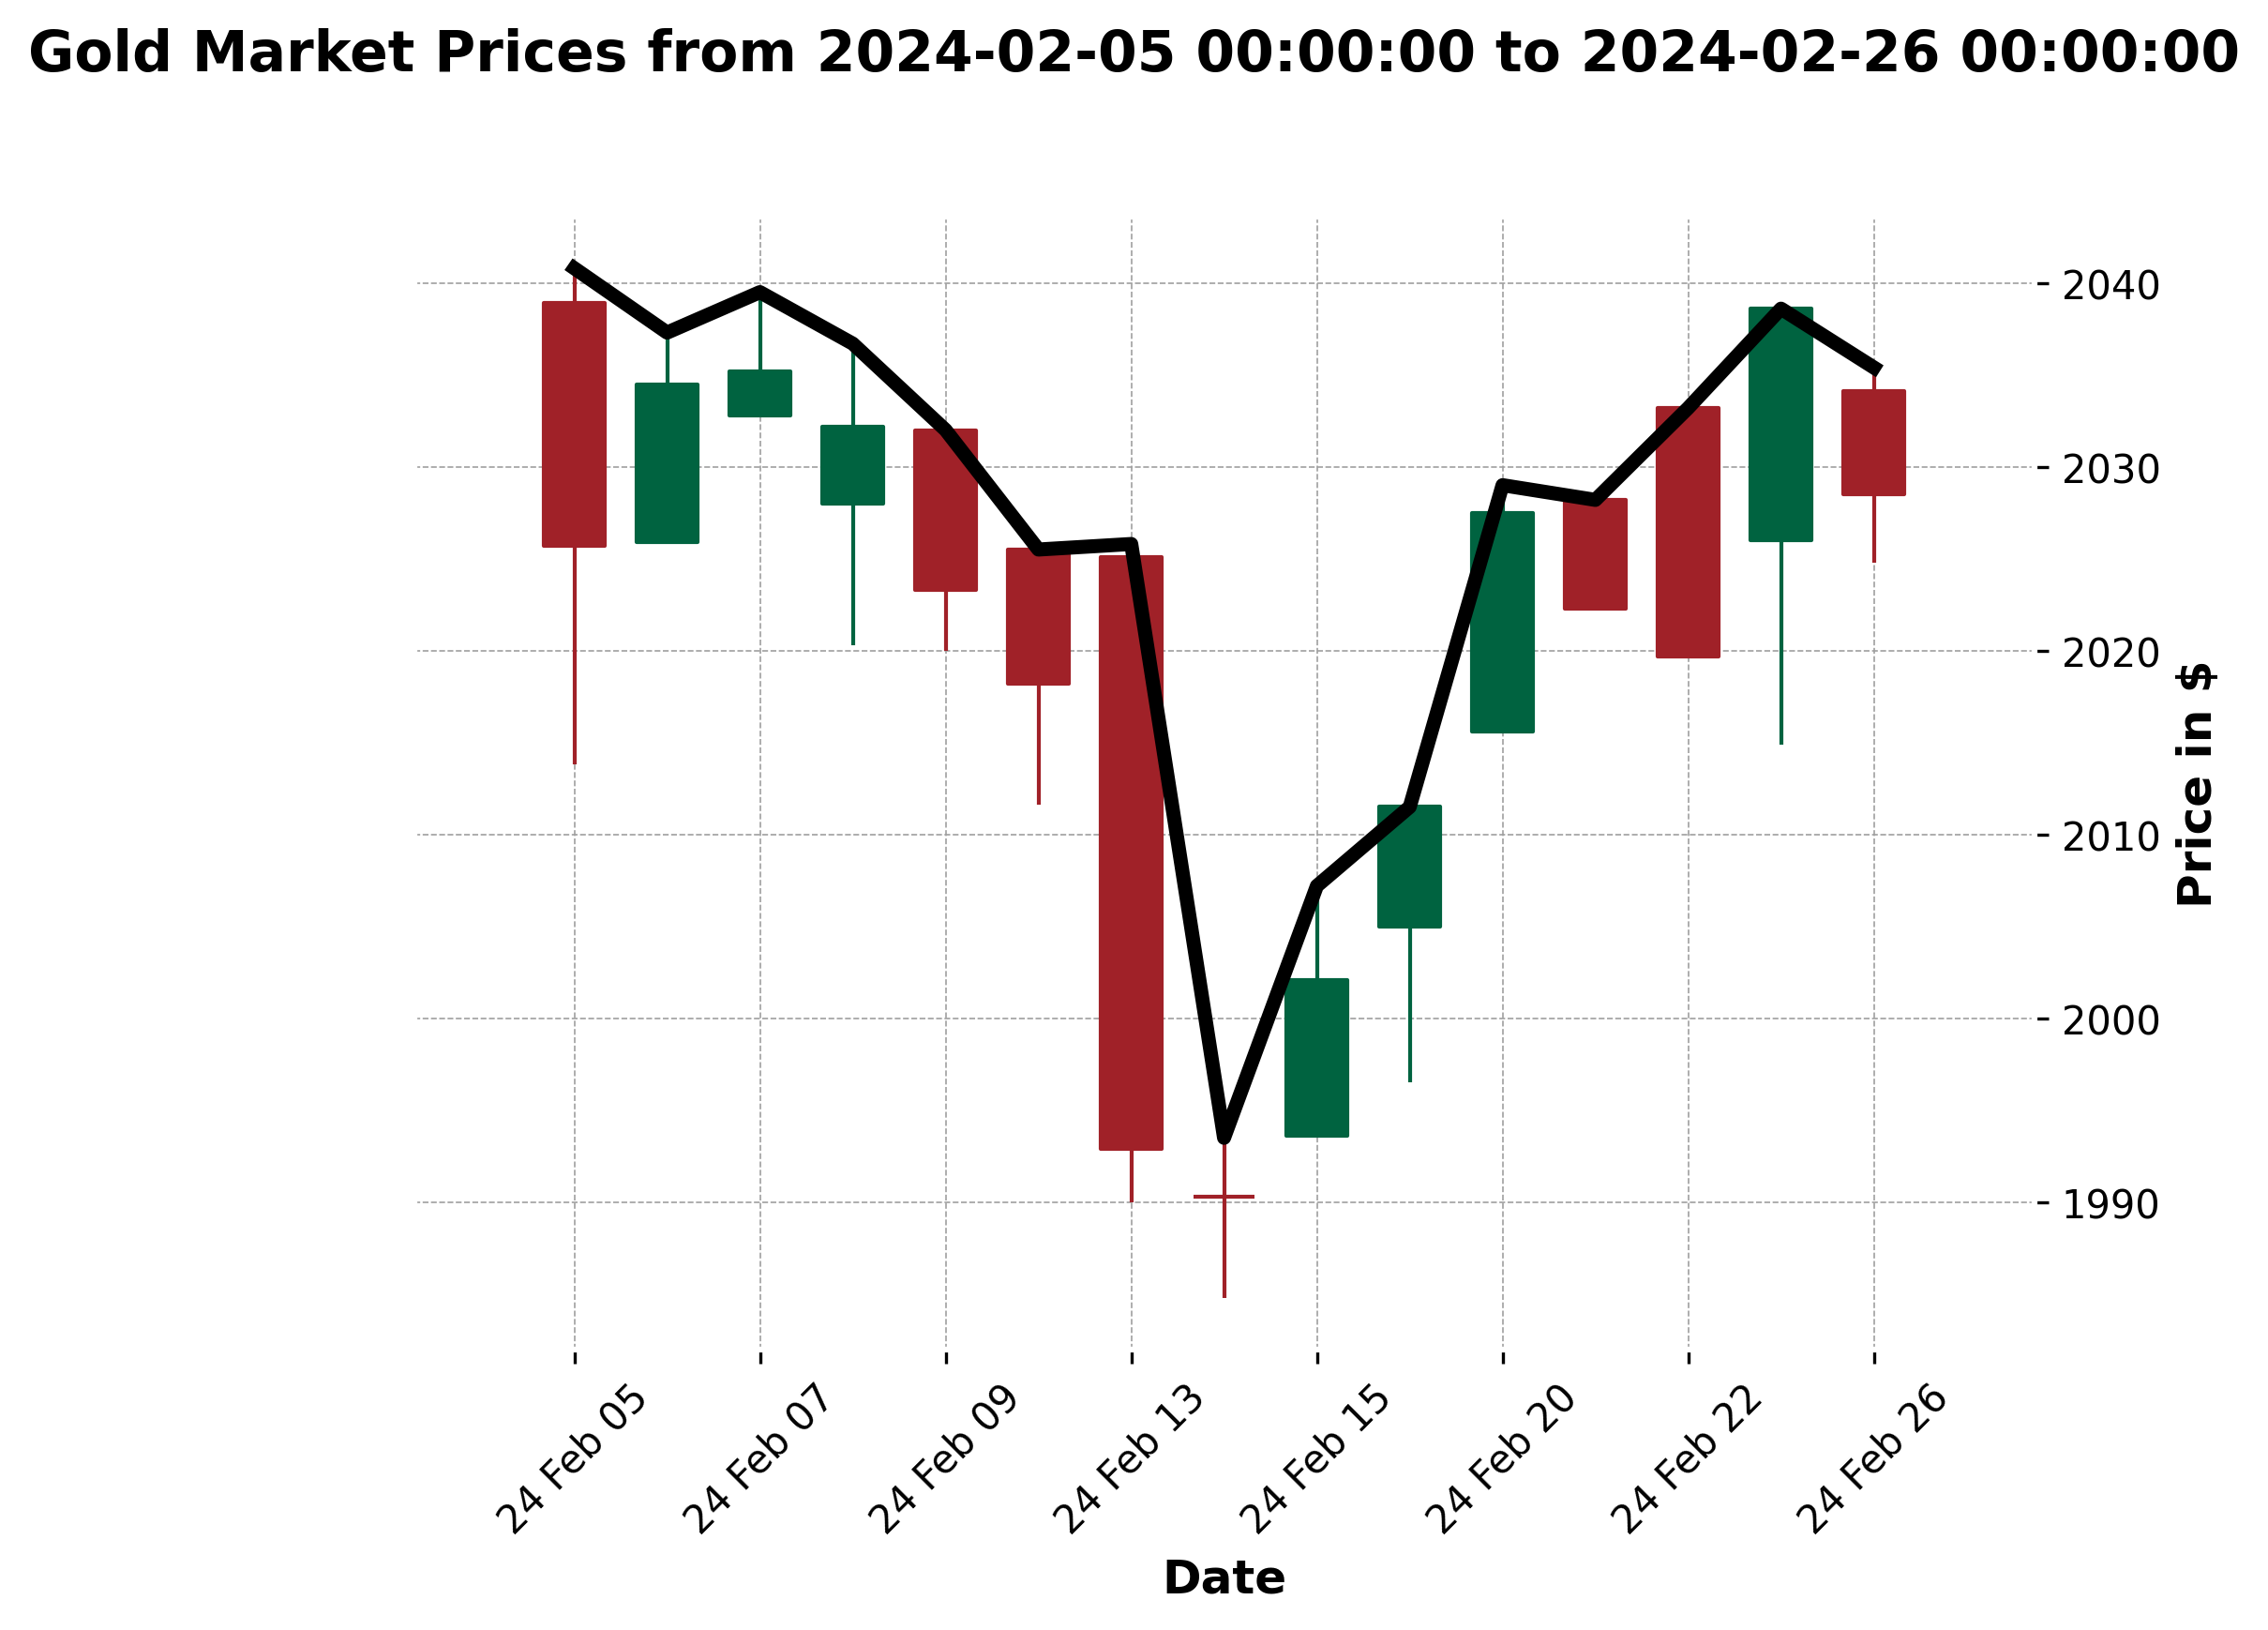 Gold Market Prices from 2024-02-05 00:00:00 to 2024-02-26 00:00:00
2040
2030
2020
2010
2000
1990
Price in $
24 Feb 05
24 Feb 07
24 Feb 09
24 Feb 13
24 Feb 15
24 Feb 20
24 Feb 22
24 Feb 26
Date